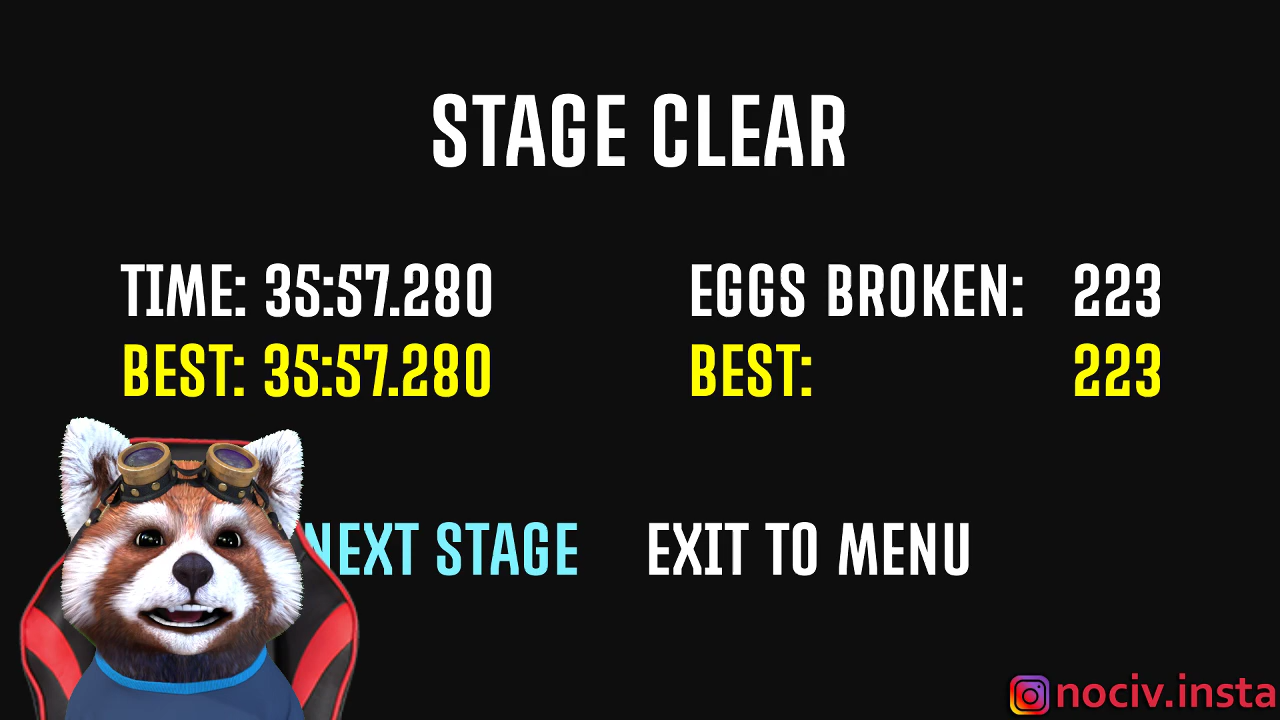 STAGE CLEAR
TIME: 35:57.280 EGGS BROKEN: 223
BEST: 35:57.280 BEST: 223
NEXT STAGE EXIT TO MENU
nociv.insta